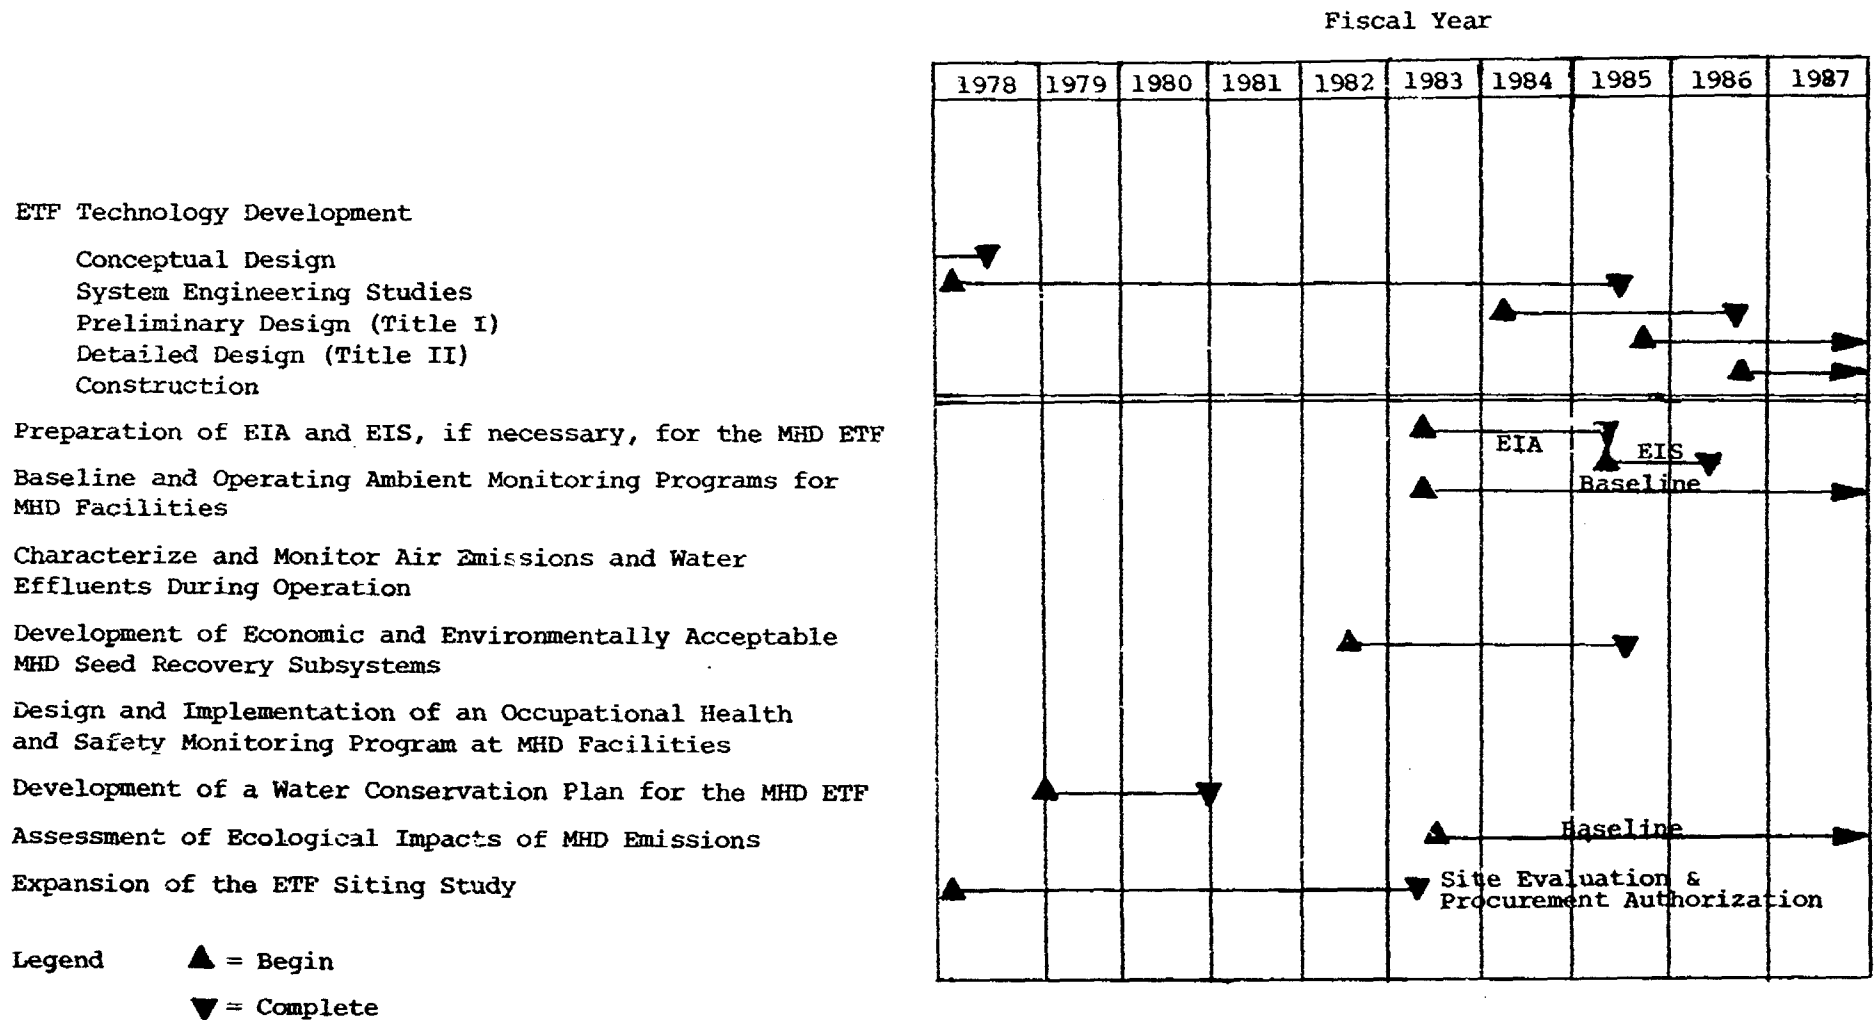 Fiscal Year
1978 1979 1980 1981 1982 1983 1984 1985 1986 1987
ETF Technology Development
Conceptual Design
System Engineering Studies
Preliminary Design (Title I)
Detailed Design (Title II)
Construction
Preparation of EIA and EIS, if necessary, for the MHD ETF
EIA
EIS
Baseline and Operating Ambient Monitoring Programs for
MHD Facilities
Baseline
Characterize and Monitor Air Emissions and Water
Effluents During Operation
Development of Economic and Environmentally Acceptable
MHD Seed Recovery Subsystems
Design and Implementation of an Occupational Health
and Safety Monitoring Program at MHD Facilities
Development of a Water Conservation Plan for the MHD ETF
Assessment of Ecological Impacts of MHD Emissions
Baseline
Expansion of the ETF Siting Study
Site Evaluation &
Procurement Authorization
Legend
▲ = Begin
▼ = Complete